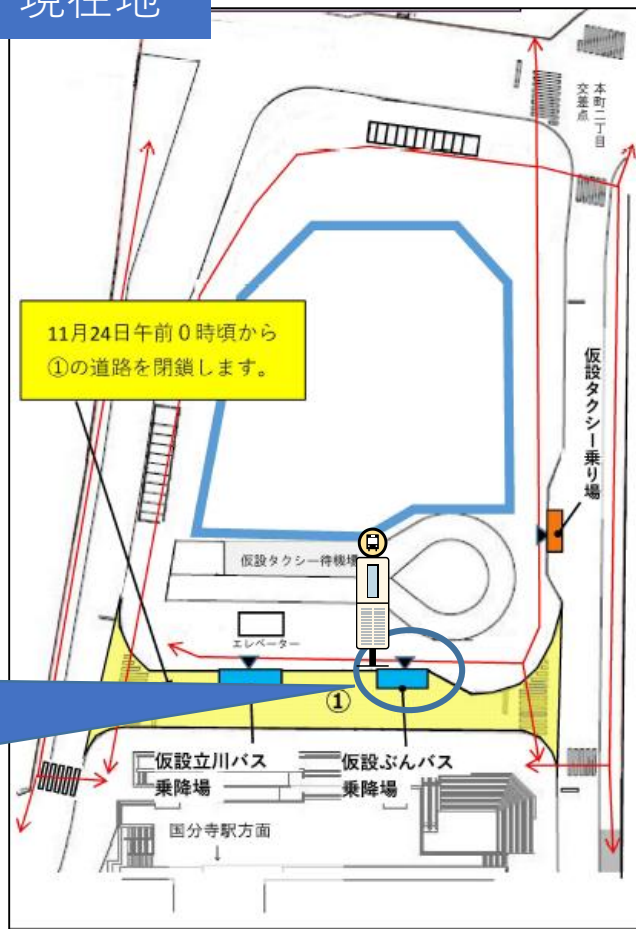 現在地
本町二丁目
交差点
11月24日午前０時頃から
①の道路を閉鎖します。
仮設タクシー乗り場
仮設タクシー待機場
エレベーター
①
仮設立川バス
乗降場
仮設ぶんバス
乗降場
国分寺駅方面
↓